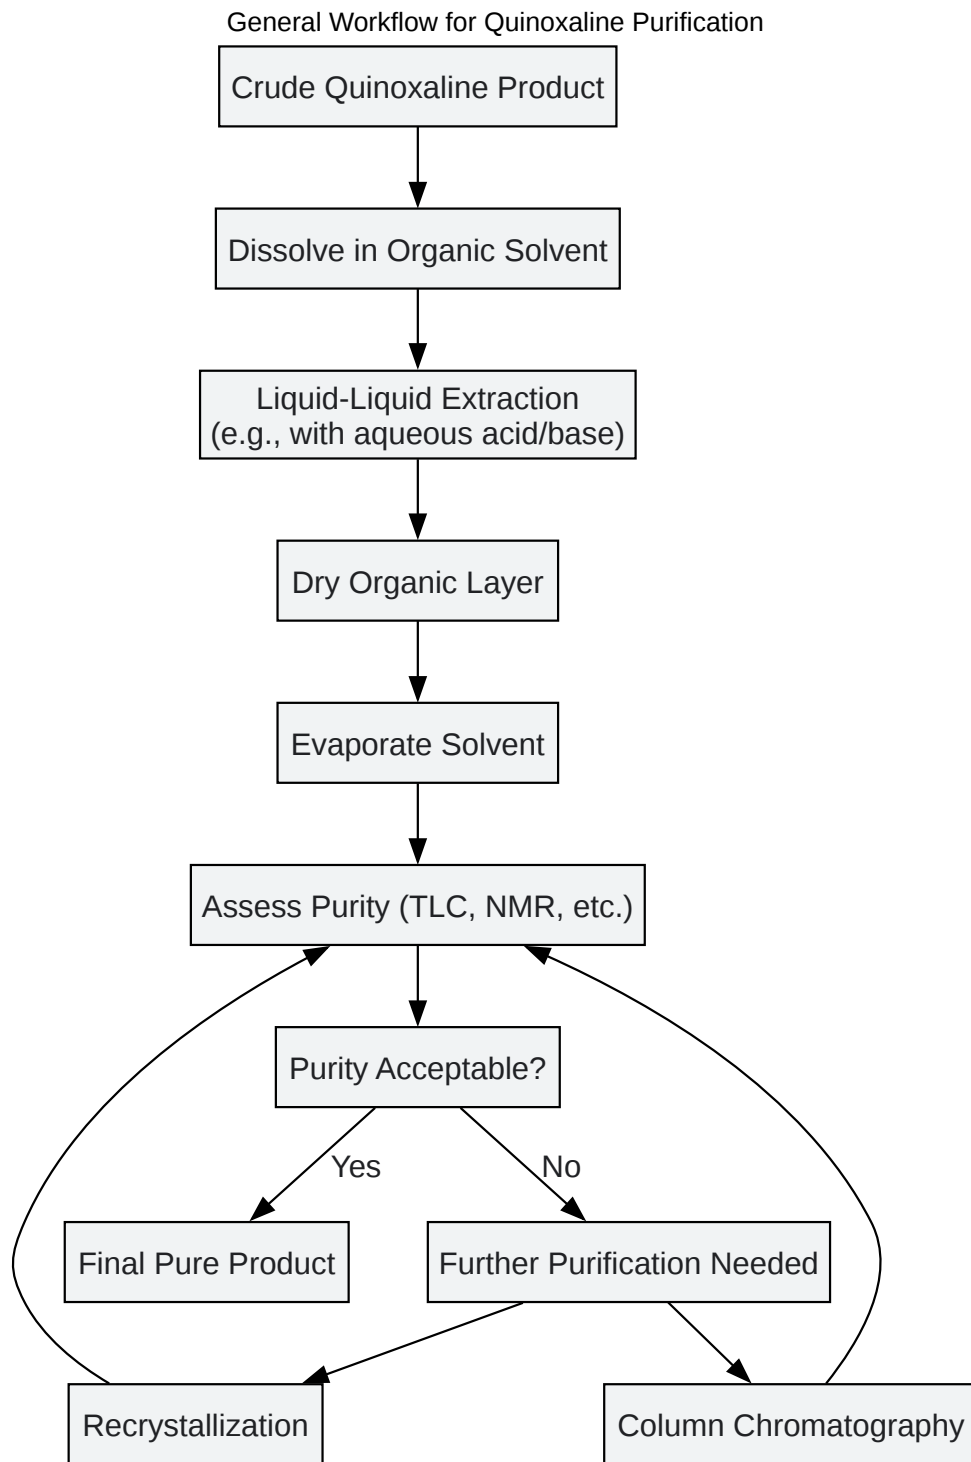 General Workflow for Quinoxaline Purification
Crude Quinoxaline Product
Dissolve in Organic Solvent
Liquid-Liquid Extraction
(e.g., with aqueous acid/base)
Dry Organic Layer
Evaporate Solvent
Assess Purity (TLC, NMR, etc.)
Purity Acceptable?
Yes
No
Final Pure Product
Further Purification Needed
Recrystallization
Column Chromatography